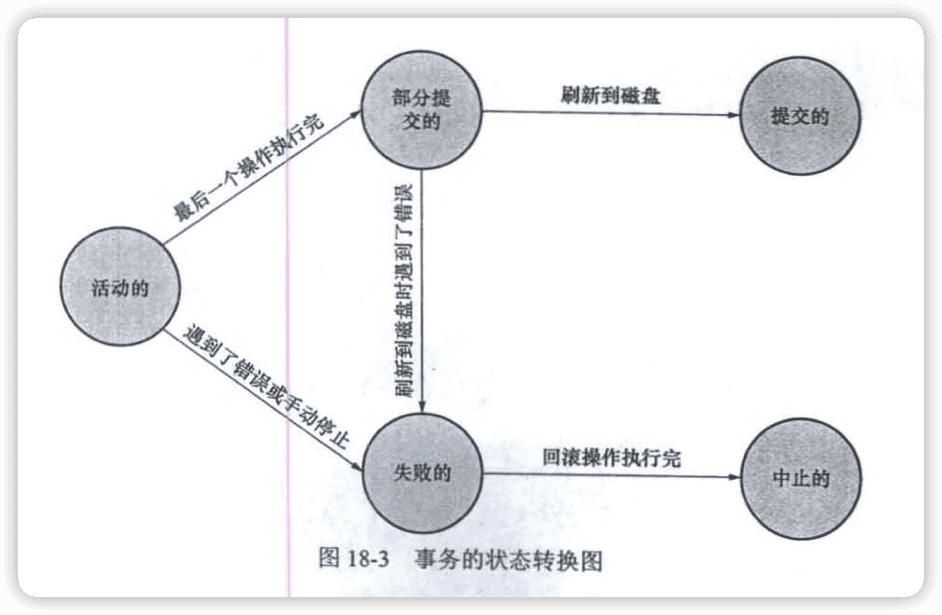 部分提
交的
刷新到磁盘
提交的
最后一个操作执行完
活动的
刷新到磁盘时遇到了错误
遇到了错误或手动停止
失败的
回滚操作执行完
中止的
图 18-3 事务的状态转换图